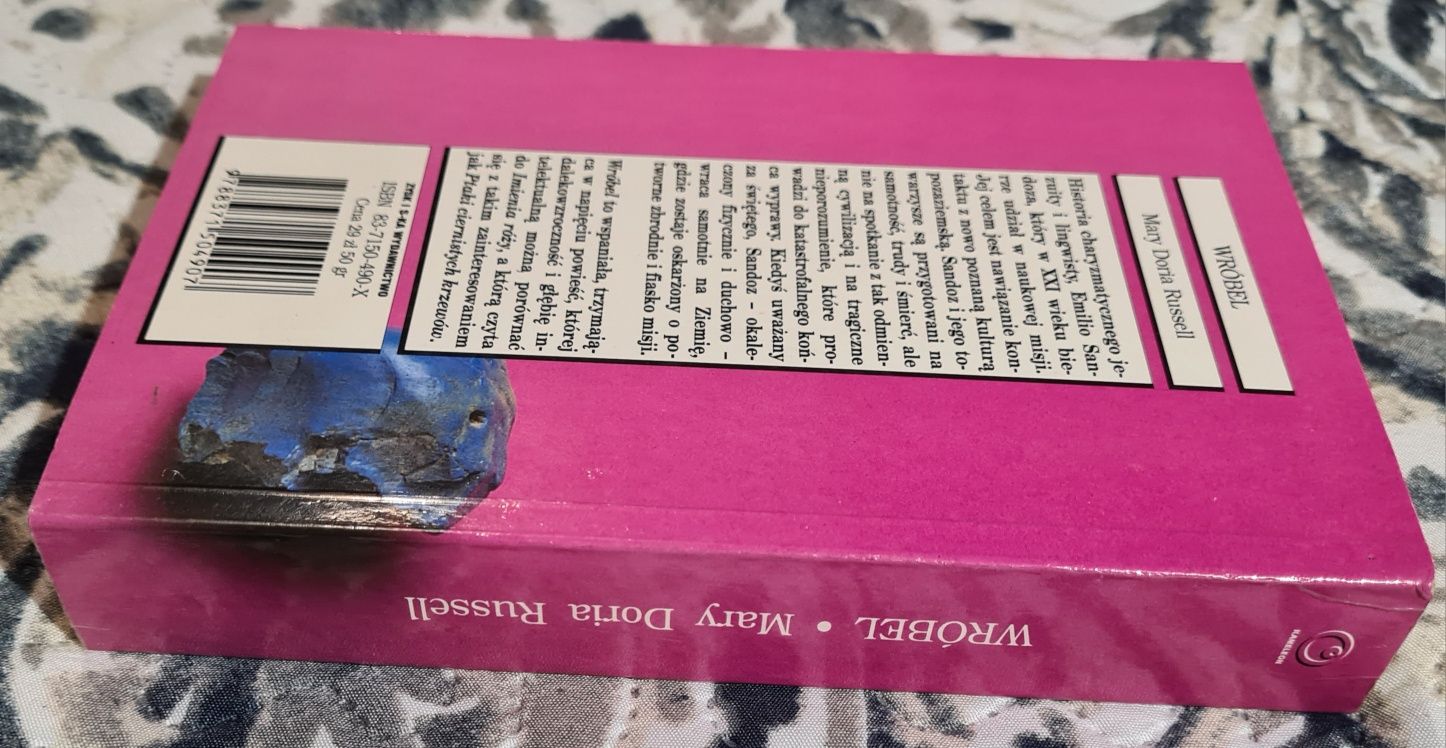 WRÓBEL
Mary Doria Russell
Historia charyzmatycznego je-
zuity i lingwisty, Emilio San-
doza, który w XXI wieku bie-
rze udział w naukowej misji.
Jej celem jest nawiązanie kon-
taktu z nowo poznaną kulturą
pozaziemską. Sandoz i jego to-
warzysze są przygotowani na
samotność, trudy i śmierć, ale
nie na spotkanie z tak odmien-
ną cywilizacją i na tragiczne
nieporozumienie, które pro-
wadzi do katastrofalnego koń-
ca wyprawy. Kiedyś uważany
za świętego, Sandoz – okale-
czony fizycznie i duchowo –
wraca samotnie na Ziemię,
gdzie zostaje oskarżony o po-
tworne zbrodnie i fiasko misji.
Wróbel to wspaniała, trzymają-
ca w napięciu powieść, której
dalekowzroczność i głębię in-
telektualną można porównać
do Imienia róży, a którą czyta
się z takim zainteresowaniem
jak Ptaki ciernistych krzewów.
ZYSK I S-KA WYDAWNICTWO
ISBN 83-7150-490-X
Cena 29 zł 50 gr
9788371504907
WRÓBEL • Mary Doria Russell
KAMELEON